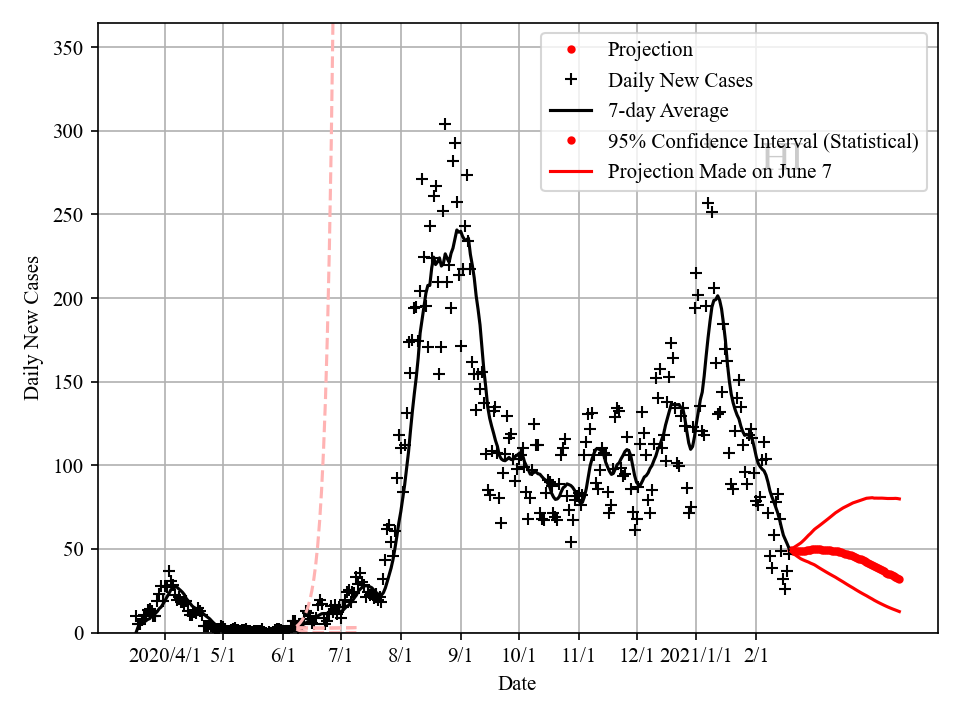 350
300
250
200
150
100
50
0
Daily New Cases
Projection
Daily New Cases
7-day Average
95% Confidence Interval (Statistical)
Projection Made on June 7
HI
2020/4/1 5/1 6/1 7/1 8/1 9/1 10/1 11/1 12/1 2021/1/1 2/1
Date